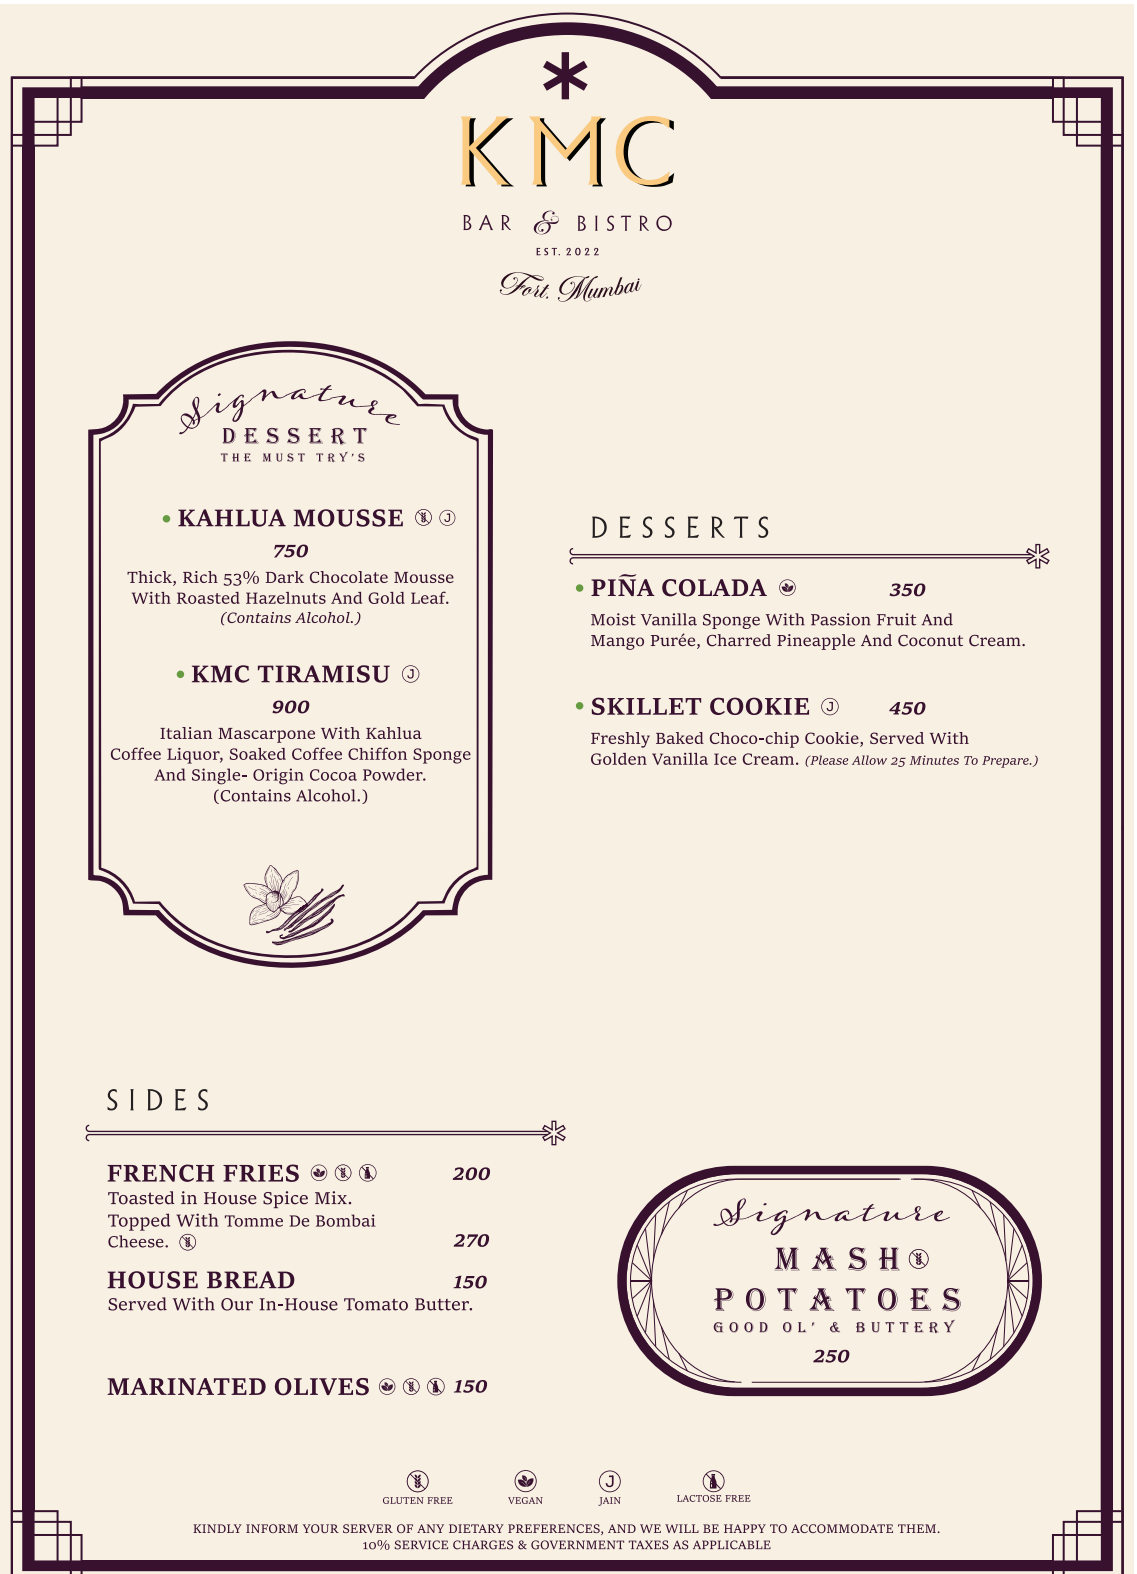 KMC
BAR & BISTRO
EST. 2022
Fort, Mumbai
Signature
DESSERT
THE MUST TRY'S
KAHLUA MOUSSE J
750
Thick, Rich 53% Dark Chocolate Mousse
With Roasted Hazelnuts And Gold Leaf.
(Contains Alcohol.)
KMC TIRAMISU J
900
Italian Mascarpone With Kahlua
Coffee Liquor, Soaked Coffee Chiffon Sponge
And Single- Origin Cocoa Powder.
(Contains Alcohol.)
DESSERTS
PIÑA COLADA 350
Moist Vanilla Sponge With Passion Fruit And
Mango Purée, Charred Pineapple And Coconut Cream.
SKILLET COOKIE J 450
Freshly Baked Choco-chip Cookie, Served With
Golden Vanilla Ice Cream. (Please Allow 25 Minutes To Prepare.)
SIDES
FRENCH FRIES 200
Toasted in House Spice Mix.
Topped With Tomme De Bombai
Cheese. 270
HOUSE BREAD 150
Served With Our In-House Tomato Butter.
MARINATED OLIVES 150
Signature
MASH
POTATOES
GOOD OL' & BUTTERY
250
J
GLUTEN FREE VEGAN JAIN LACTOSE FREE
KINDLY INFORM YOUR SERVER OF ANY DIETARY PREFERENCES, AND WE WILL BE HAPPY TO ACCOMMODATE THEM.
10% SERVICE CHARGES & GOVERNMENT TAXES AS APPLICABLE